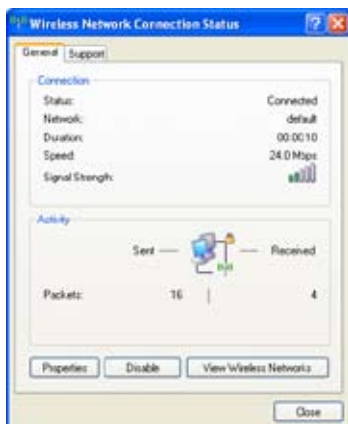 Wireless Network Connection Status
General Support
Connection
Status: Connected
Network: default
Duration: 00:00:10
Speed: 24.0 Mbps
Signal Strength:
Activity
Sent — — Received
Packets: 16 | 4
Properties Disable View Wireless Networks
Close